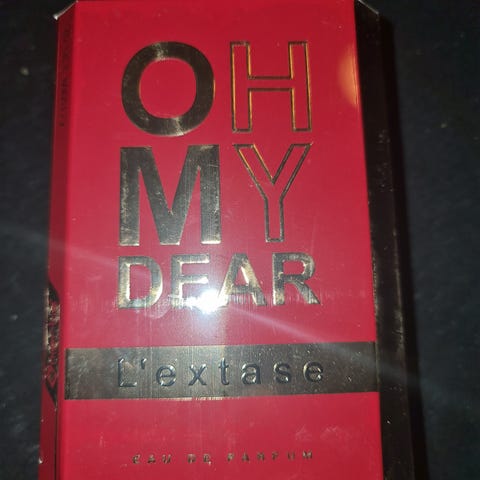 OH
MY
DEAR
L'extase
EAU DE PARFUM